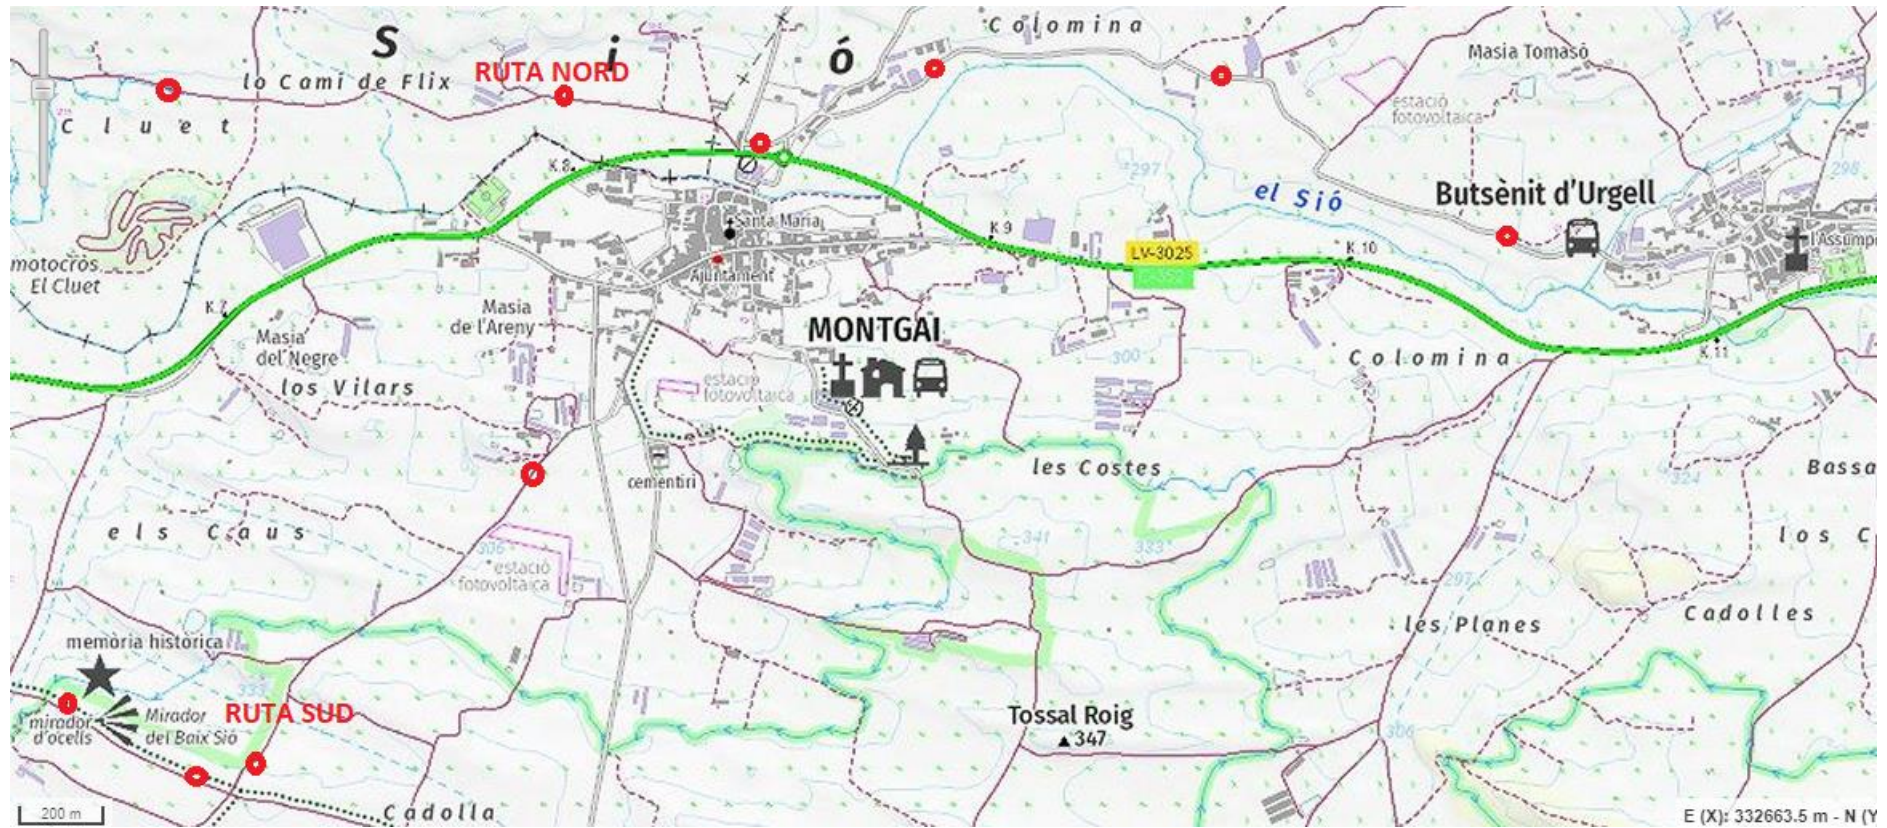 S i ó
Colomina
lo Camí de Flix
RUTA NORD
Masia Tomasó
Cluet
estació
fotovoltaica
K.8
297
298
Butsènit d'Urgell
el Sió
Santa Maria
K 9
LV-3025
K.10
l'Assump
motocròs
El Cluet
Ajuntament
K.7
Masia
de l'Areny
MONTGAI
Masia
del Negre
los Vilars
300
Colomina
K.11
estació
fotovoltaica
les Costes
Bassa
cementiri
324
els Caus
306
341
333
los C
estació
fotovoltaica
297
les Planes
Cadolles
memòria històrica
333
RUTA SUD
mirador
d'ocells
Mirador
del Baix Sió
Tossal Roig
347
306
Cadolla
200 m
E (X): 332663.5 m - N (Y